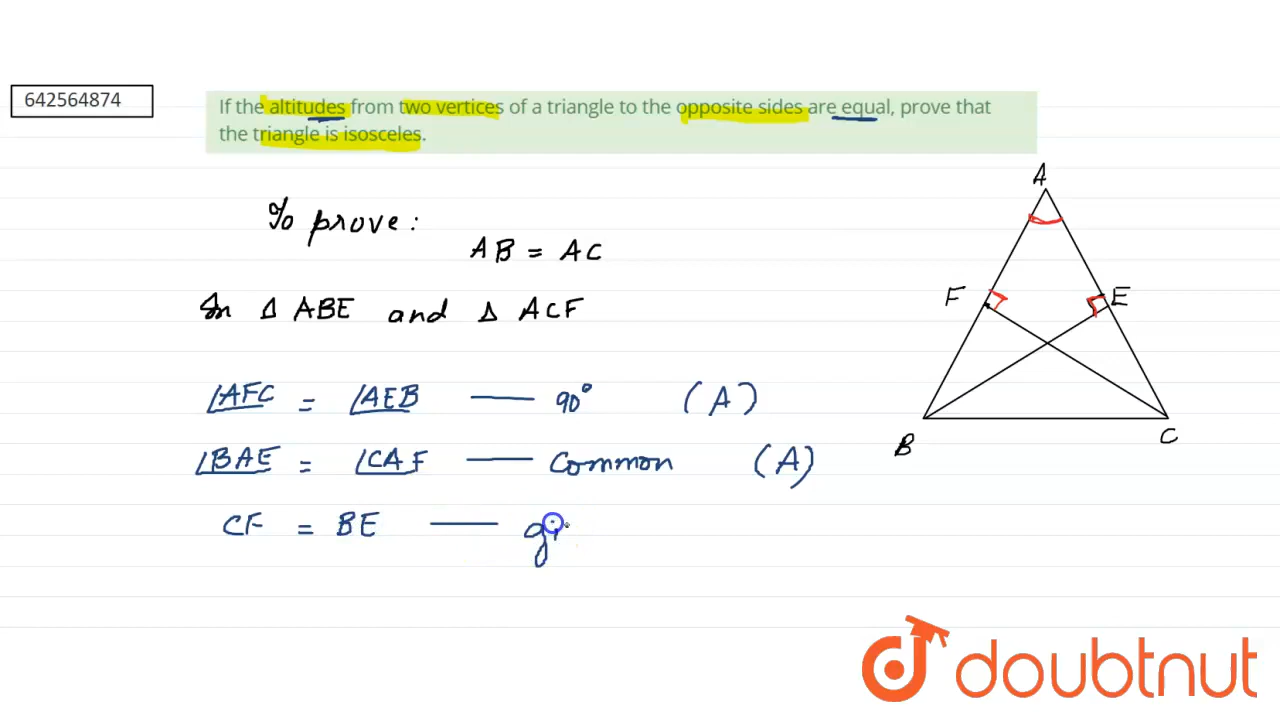 642564874
If the altitudes from two vertices of a triangle to the opposite sides are equal, prove that
the triangle is isosceles.
To prove:
AB = AC
In Δ ABE and Δ ACF
∠AFC = ∠AEB — 90° (A)
∠BAE = ∠CAF — Common (A)
CF = BE —
A
F
E
B
C
doubtnut